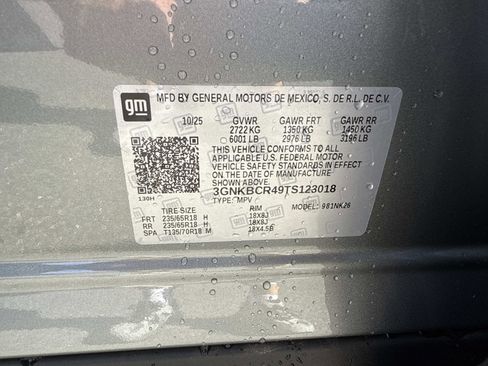 gm
MFD BY GENERAL MOTORS DE MEXICO, S. DE R.L. DE C.V.
10/25 GVWR GAWR FRT GAWR RR
2722 KG 1350 KG 1450 KG
6001 LB 2976 LB 3196 LB
THIS VEHICLE CONFORMS TO ALL
APPLICABLE U.S. FEDERAL MOTOR
VEHICLE SAFETY STANDARDS IN EFFECT
ON THE DATE OF MANUFACTURE
SHOWN ABOVE.
3GNKBCR49TS123018
130H TYPE: MPV MODEL: 981NK26
TIRE SIZE RIM
FRT 235/65R18 H 18X8J
RR 235/65R18 H 18X8J
SPA T135/70R18 M 18X4.5B